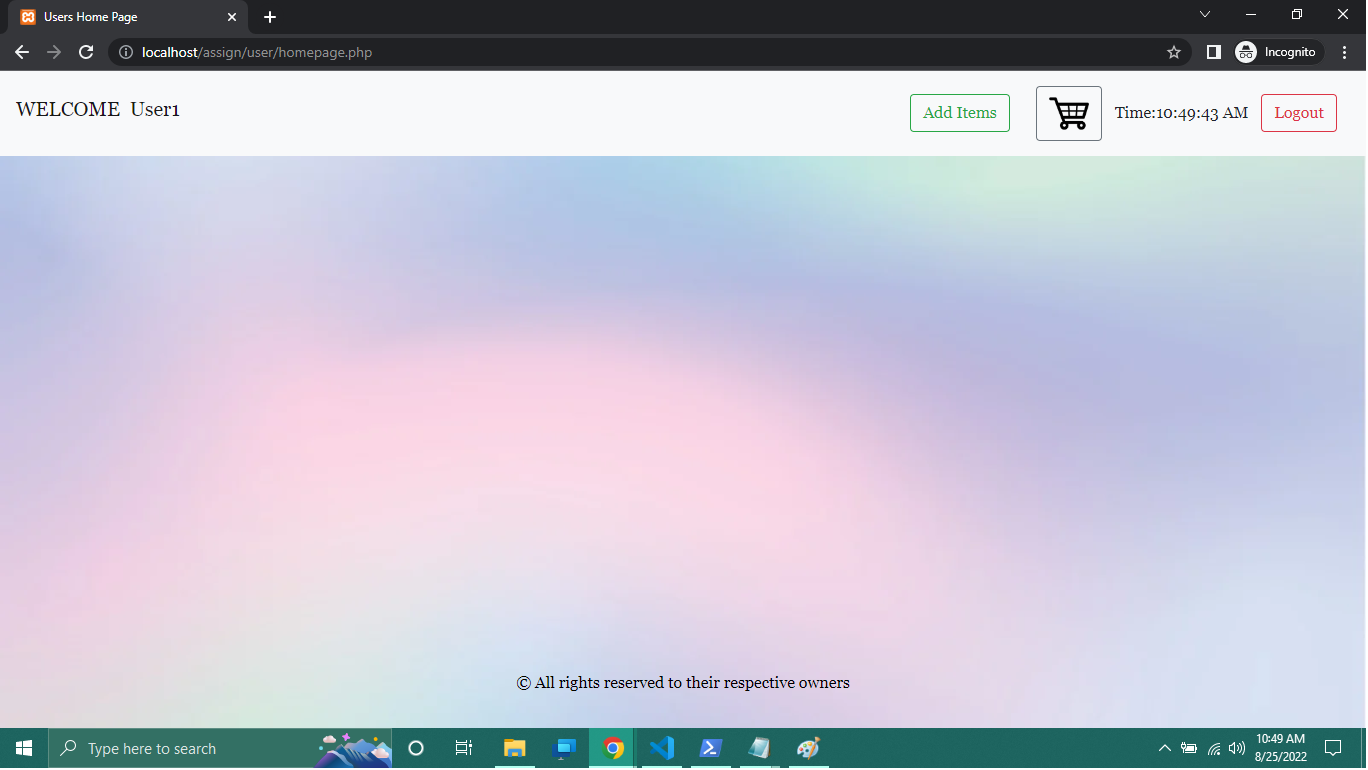 Users Home Page
localhost/assign/user/homepage.php
Incognito
WELCOME User1
Add Items
Time:10:49:43 AM
Logout
© All rights reserved to their respective owners
Type here to search
10:49 AM
8/25/2022